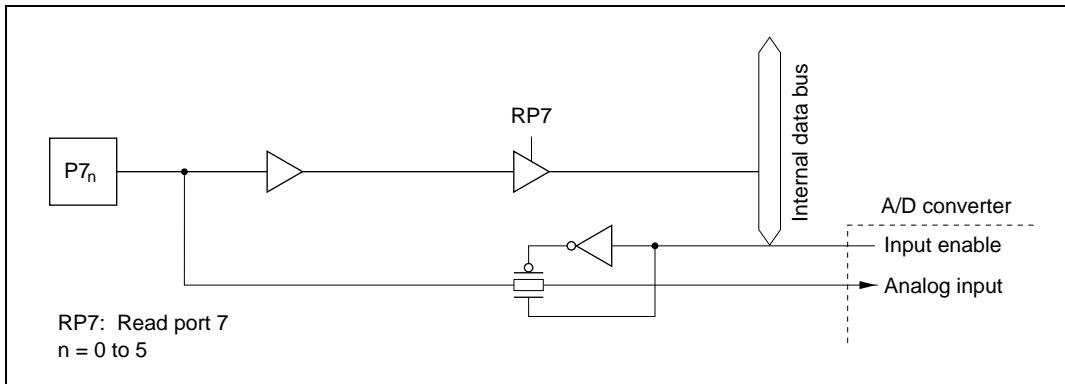 RP7
P7n
Internal data bus
A/D converter
Input enable
Analog input
RP7: Read port 7
n = 0 to 5